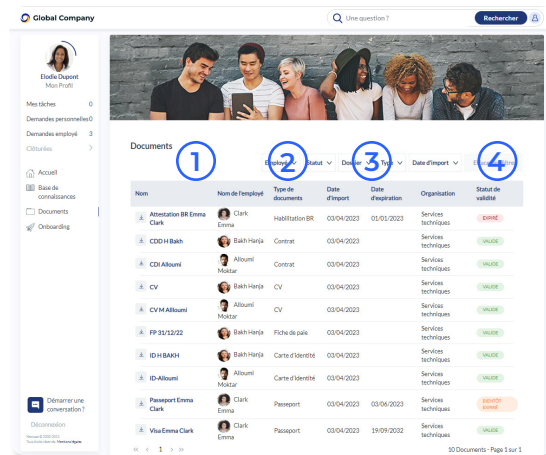 Global Company
Une question ?
Rechercher
Elodie Dupont
Mon Profil
Mes tâches 0
Demandes personnelles 0
Demandes employé 3
Clôturées
Accueil
Base de
connaissances
Documents
Onboarding
Démarrer une
conversation ?
Déconnexion
Mentions légales
Documents
1 2 3 4
Employé Statut Dossier Type Date d'import
Nom Nom de l'employé Type de documents Date d'import Date d'expiration Organisation Statut de validité
Attestation BR Emma Clark Clark Emma Habilitation BR 03/04/2023 01/01/2023 Services techniques EXPIRÉ
CDD H Bakh Bakh Hanja Contrat 03/04/2023 Services techniques VALIDE
CDI Alloumi Alloumi Moktar Contrat 03/04/2023 Services techniques VALIDE
CV Bakh Hanja CV 03/04/2023 Services techniques VALIDE
CV M Allloumi Alloumi Moktar CV 03/04/2023 Services techniques VALIDE
FP 31/12/22 Bakh Hanja Fiche de paie 03/04/2023 Services techniques VALIDE
ID H BAKH Bakh Hanja Carte d'identité 03/04/2023 Services techniques VALIDE
ID-Alloumi Alloumi Moktar Carte d'identité 03/04/2023 Services techniques VALIDE
Passeport Emma Clark Clark Emma Passeport 03/04/2023 03/06/2023 Services techniques BIENTÔT EXPIRÉ
Visa Emma Clark Clark Emma Passeport 03/04/2023 19/09/2032 Services techniques VALIDE
« < 1 > »
10 Documents - Page 1 sur 1